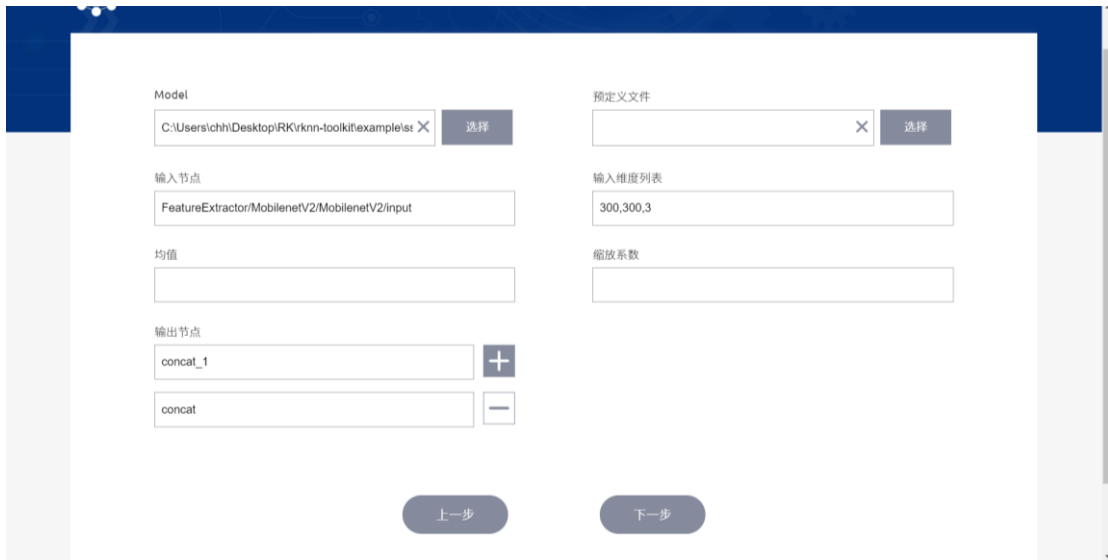 Model
C:\Users\chh\Desktop\RK\rknn-toolkit\example\ss
选择
预定义文件
选择
输入节点
FeatureExtractor/MobilenetV2/MobilenetV2/input
输入维度列表
300,300,3
均值
缩放系数
输出节点
concat_1
concat
上一步
下一步